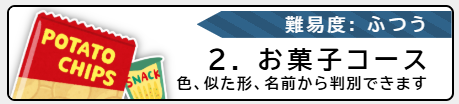 難易度: ふつう
POTATO
CHIPS
SNACK
2. お菓子コース
色、似た形、名前から判別できます